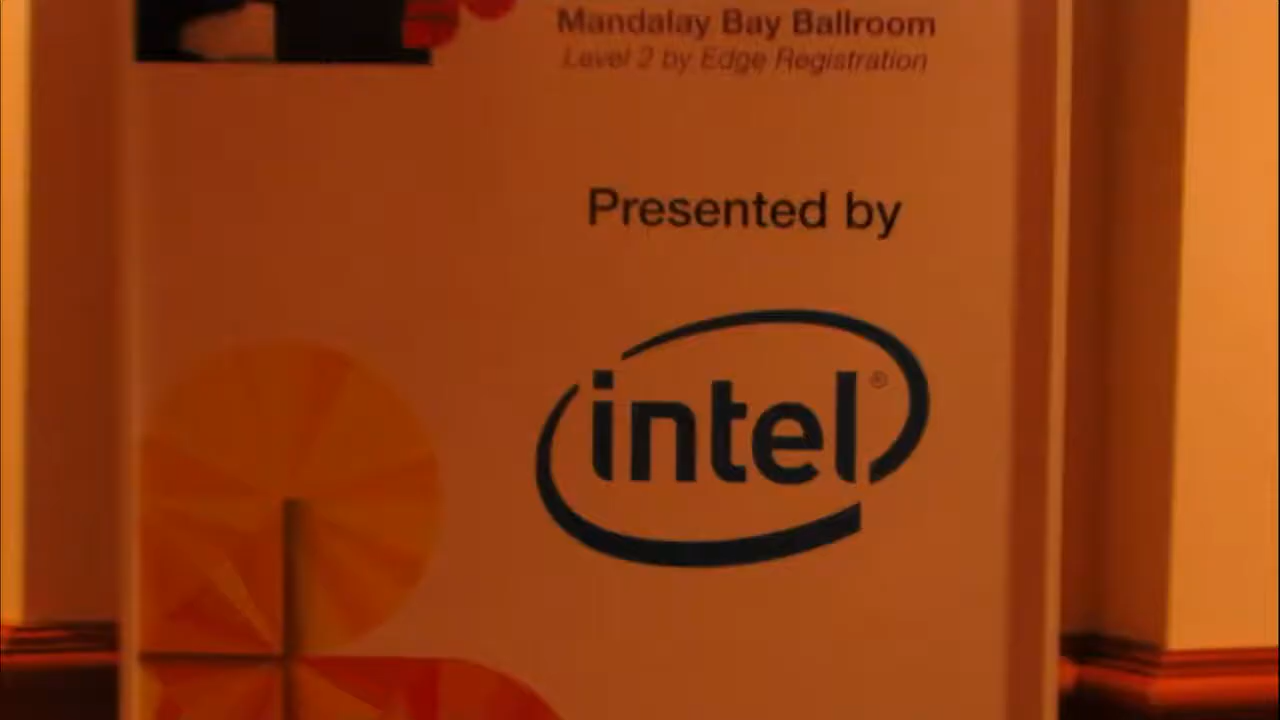 Mandalay Bay Ballroom
Level 2 by Edge Registration
Presented by
intel®